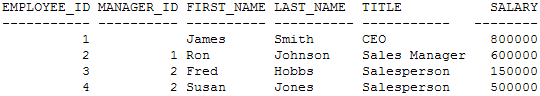 EMPLOYEE_ID MANAGER_ID FIRST_NAME LAST_NAME TITLE SALARY
----------- ---------- ---------- --------- ------------- ------
1 James Smith CEO 800000
2 1 Ron Johnson Sales Manager 600000
3 2 Fred Hobbs Salesperson 150000
4 2 Susan Jones Salesperson 500000